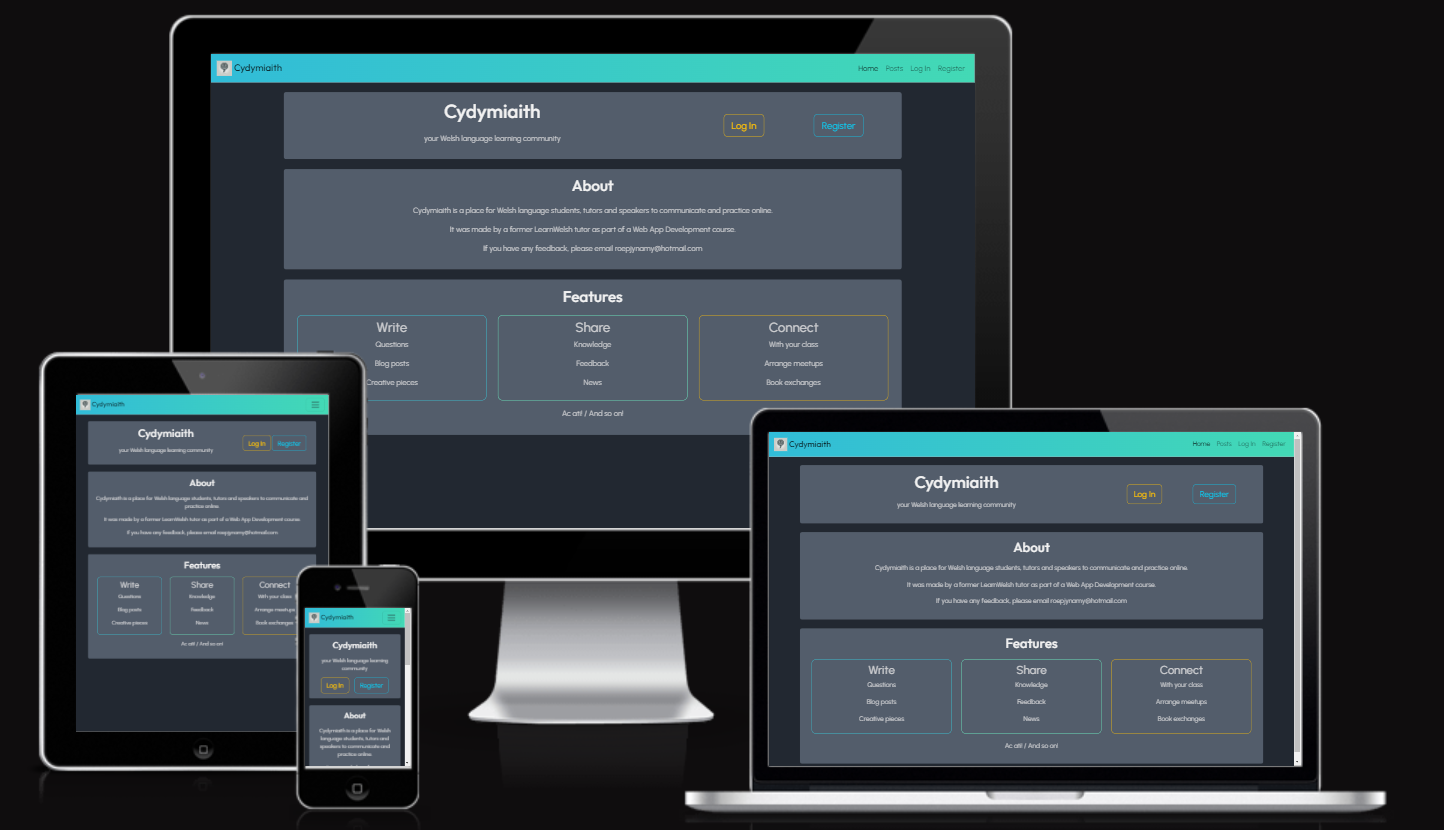 Cydymiaith
Home Posts Log In Register
Cydymiaith
your Welsh language learning community
Log In
Register
About
Cydymiaith is a place for Welsh language students, tutors and speakers to communicate and practice online.
It was made by a former LearnWelsh tutor as part of a Web App Development course.
If you have any feedback, please email roepjynamy@hotmail.com
Features
Write
Questions
Blog posts
Creative pieces
Share
Knowledge
Feedback
News
Connect
With your class
Arrange meetups
Book exchanges
Ac ati! / And so on!
Cydymiaith
Cydymiaith
your Welsh language learning community
Log In
Register
About
Cydymiaith is a place for Welsh language students, tutors and speakers to communicate and
practice online.
It was made by a former LearnWelsh tutor as part of a Web App Development course.
If you have any feedback, please email roepjynamy@hotmail.com
Features
Write
Questions
Blog posts
Creative pieces
Share
Knowledge
Feedback
News
Connect
With your class
Arrange meetups
Book exchanges
Ac ati! / And so on!
Cydymiaith
Cydymiaith
your Welsh language learning
community
Log In
Register
About
Cydymiaith is a place for Welsh
language students, tutors and
speakers to communicate and
practice online.
Cydymiaith
Home Posts Log In Register
Cydymiaith
your Welsh language learning community
Log In
Register
About
Cydymiaith is a place for Welsh language students, tutors and speakers to communicate and practice online.
It was made by a former LearnWelsh tutor as part of a Web App Development course.
If you have any feedback, please email roepjynamy@hotmail.com
Features
Write
Questions
Blog posts
Creative pieces
Share
Knowledge
Feedback
News
Connect
With your class
Arrange meetups
Book exchanges
Ac ati! / And so on!